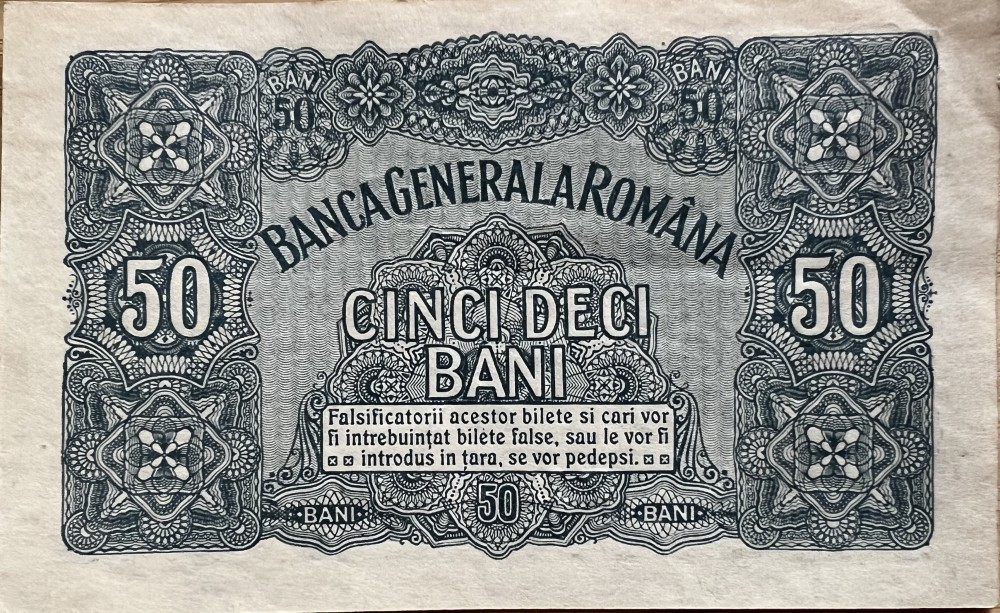 BANI
50
BANI
50
BANCA GENERALA ROMÂNA
50
50
CINCI DECI
BANI
Falsificatorii acestor bilete si cari vor
fi intrebuințat bilete false, sau le vor fi
introdus in țara, se vor pedepsi.
BANI
50
BANI